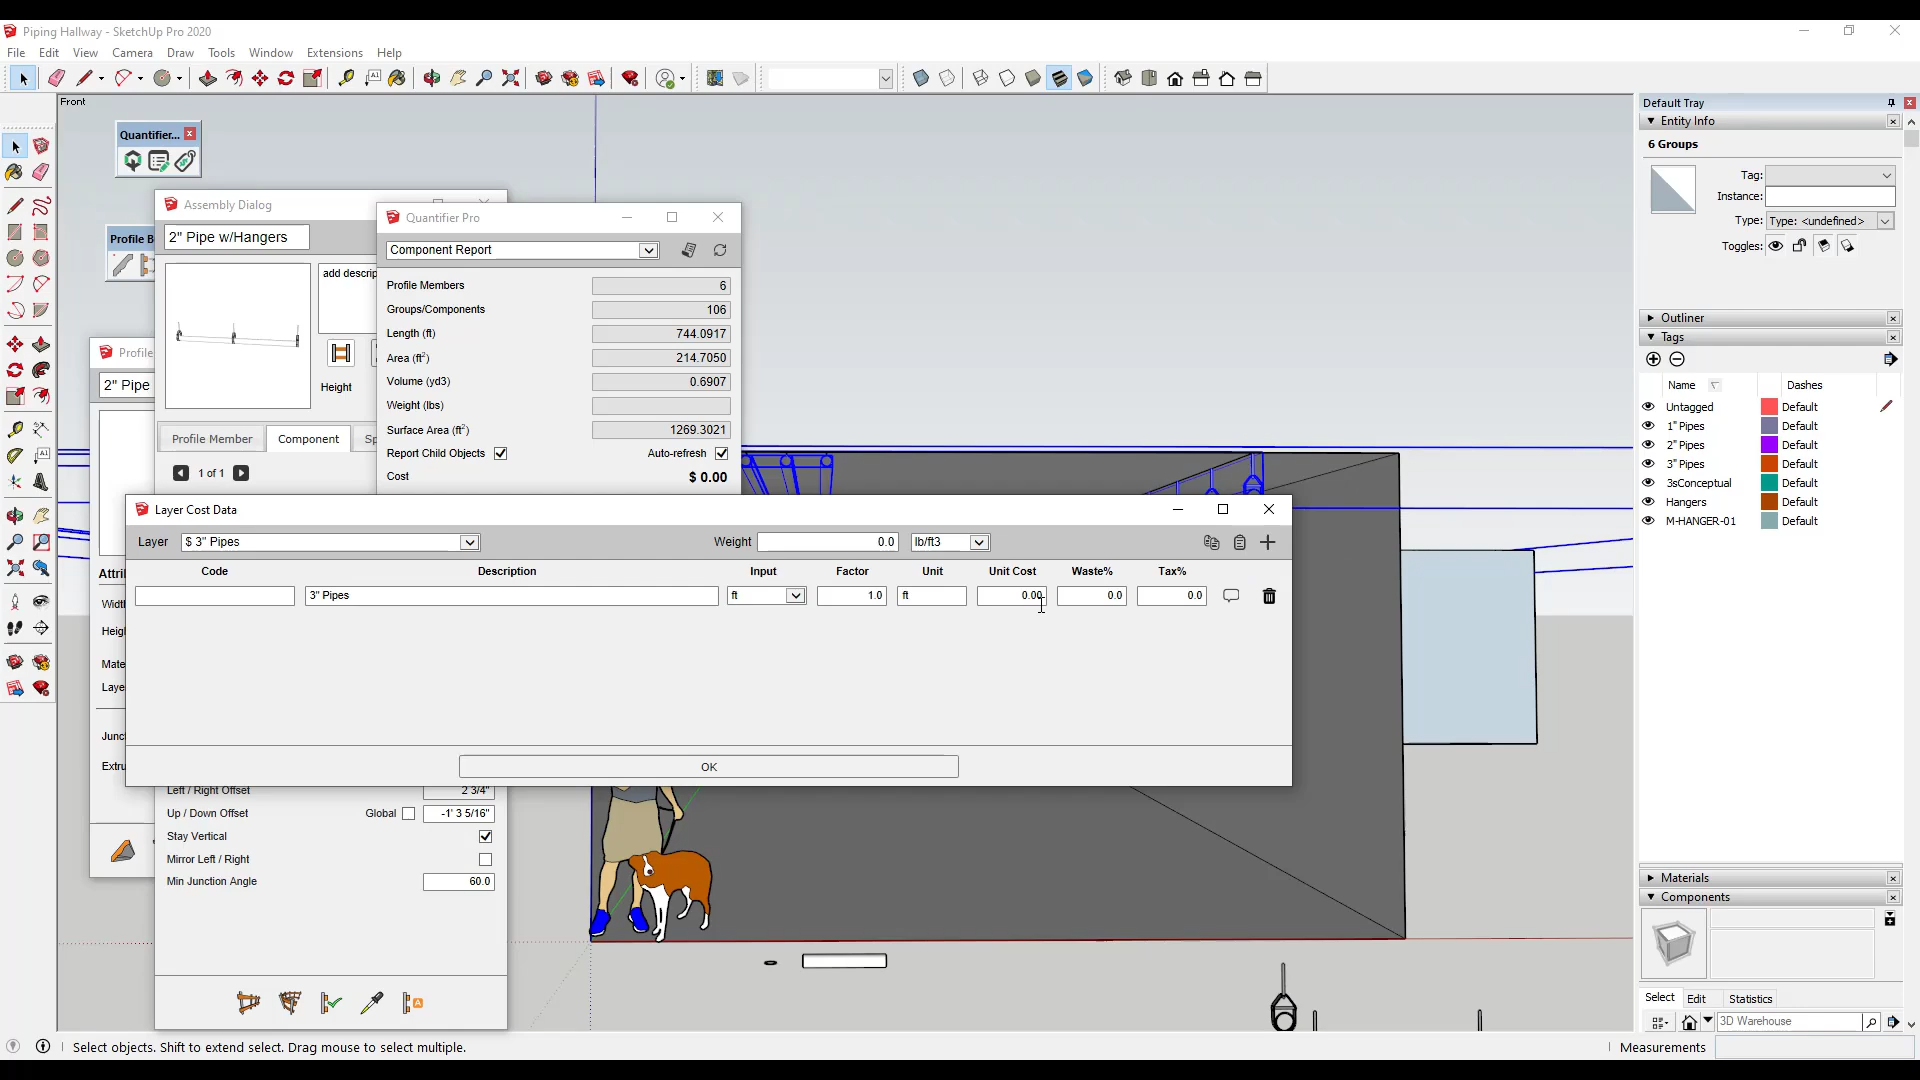 Piping Hallway - SketchUp Pro 2020
File Edit View Camera Draw Tools Window Extensions Help
Front
Quantifier...
Profile B
Assembly Dialog
2" Pipe w/Hangers
add descrip
Height
Profile Member Component Sp
1 of 1
Profile
2" Pipe
Attri
Width
Heig
Mate
Laye
Junc
Extru
Quantifier Pro
Component Report
Profile Members 6
Groups/Components 106
Length (ft) 744.0917
Area (ft²) 214.7050
Volume (yd3) 0.6907
Weight (lbs)
Surface Area (ft²) 1269.3021
Report Child Objects Auto-refresh
Cost $ 0.00
Layer Cost Data
Layer $ 3" Pipes Weight 0.0 lb/ft3
Code Description Input Factor Unit Unit Cost Waste% Tax%
3" Pipes ft 1.0 ft 0.00 0.0 0.0
OK
Left / Right Offset 2 3/4"
Up / Down Offset Global -1' 3 5/16"
Stay Vertical
Mirror Left / Right
Min Junction Angle 60.0
Default Tray
Entity Info
6 Groups
Tag:
Instance:
Type: Type: <undefined>
Toggles:
Outliner
Tags
Name Dashes
Untagged Default
1" Pipes Default
2" Pipes Default
3" Pipes Default
3sConceptual Default
Hangers Default
M-HANGER-01 Default
Materials
Components
Select Edit Statistics
3D Warehouse
Select objects. Shift to extend select. Drag mouse to select multiple.
Measurements